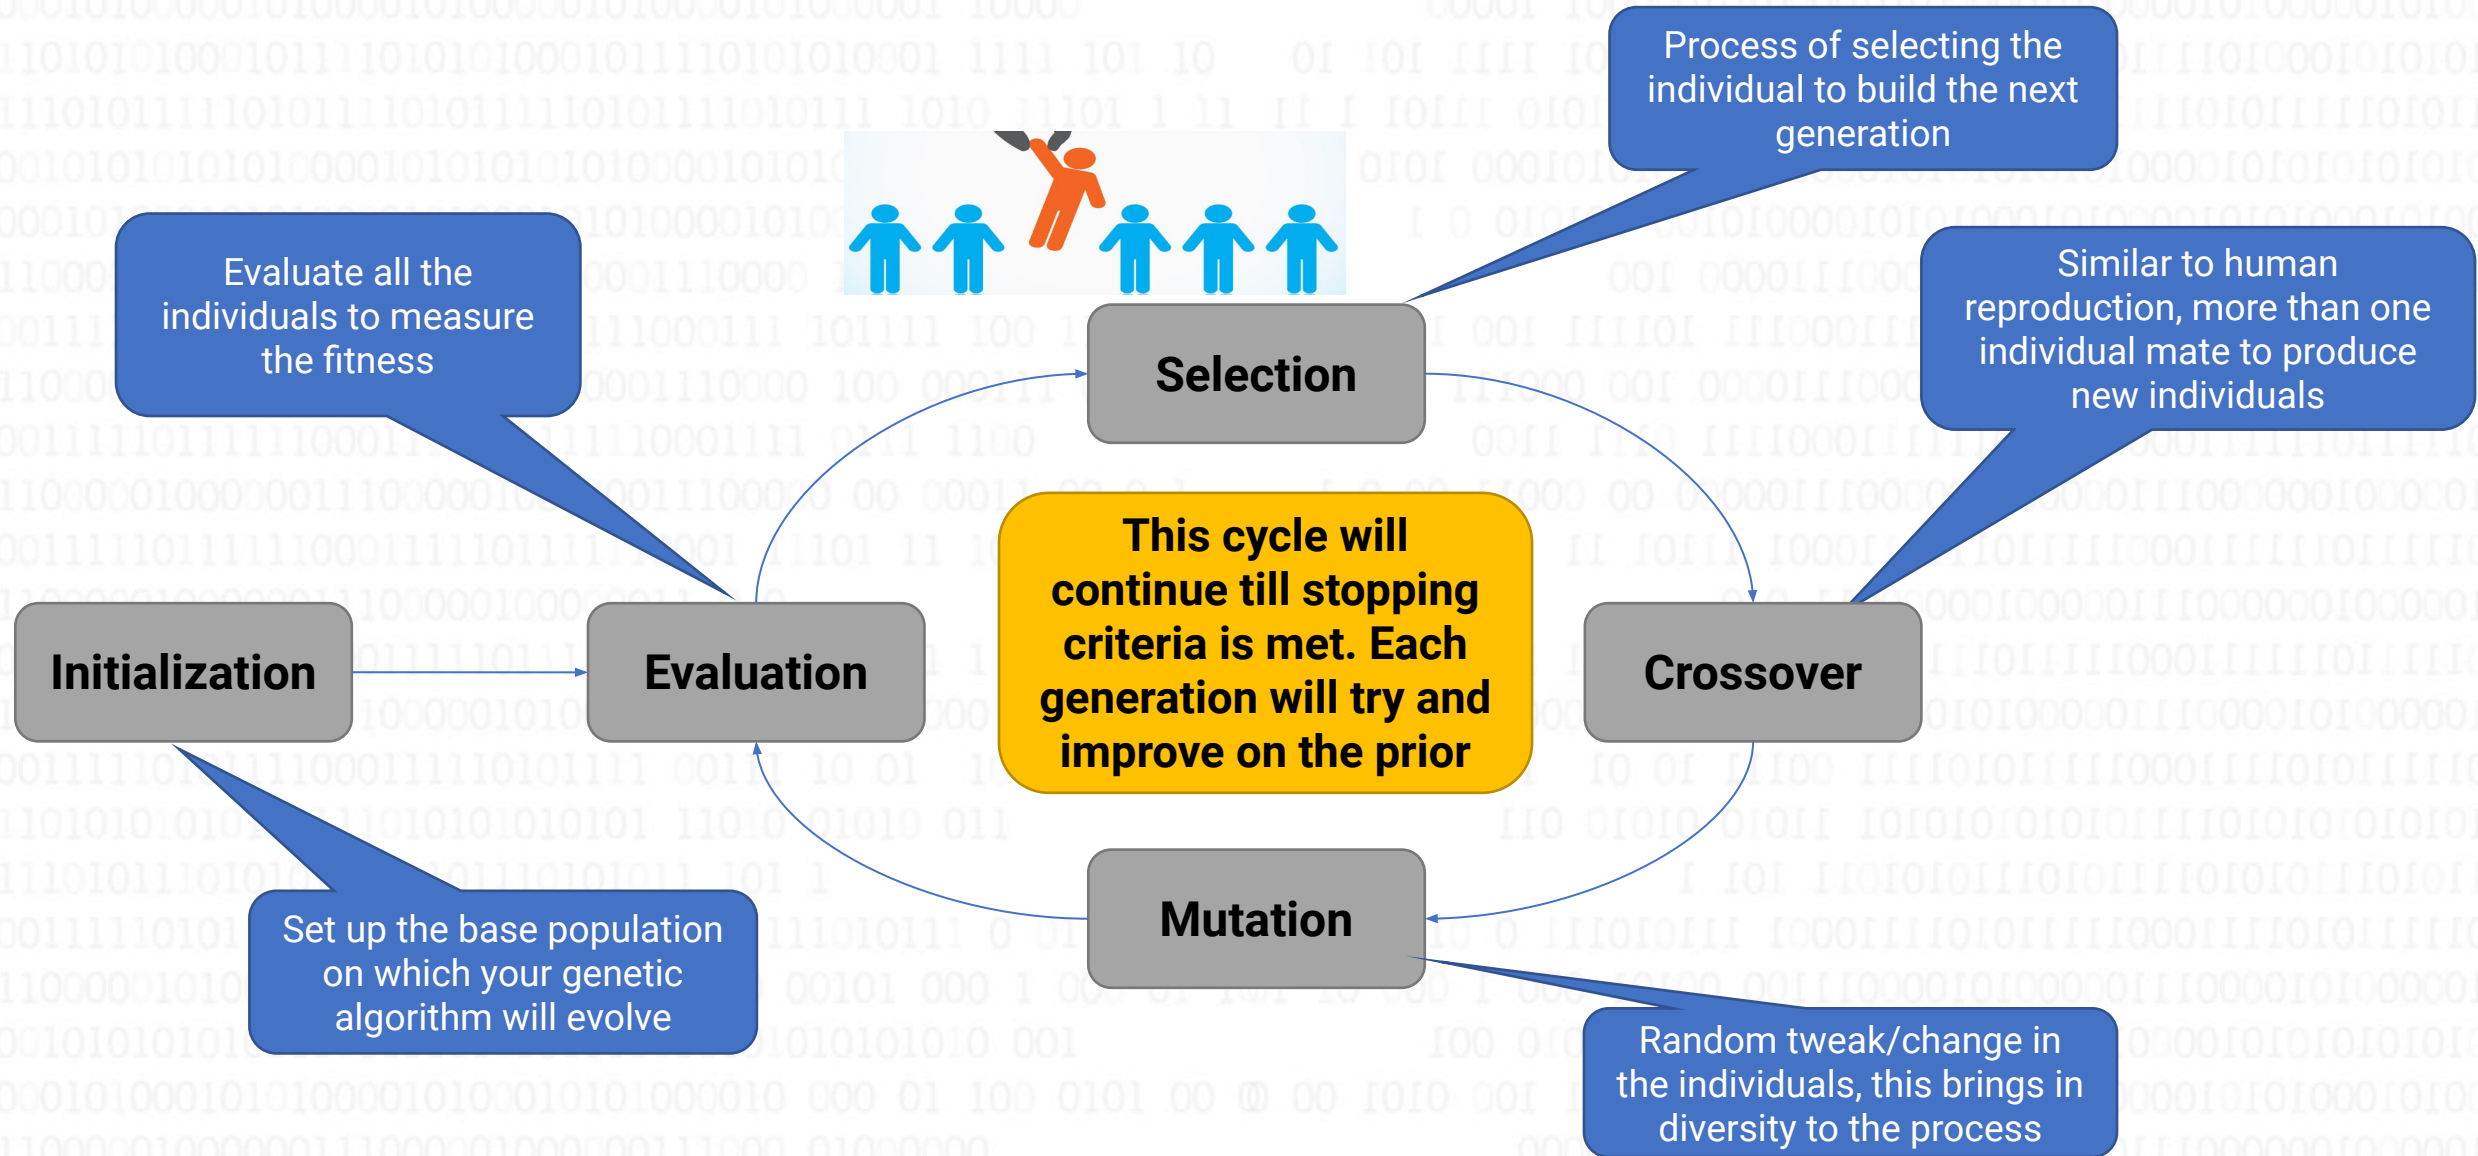 Process of selecting the
individual to build the next
generation
Evaluate all the
individuals to measure
the fitness
Similar to human
reproduction, more than one
individual mate to produce
new individuals
Selection
This cycle will
continue till stopping
criteria is met. Each
generation will try and
improve on the prior
Initialization
Evaluation
Crossover
Mutation
Set up the base population
on which your genetic
algorithm will evolve
Random tweak/change in
the individuals, this brings in
diversity to the process